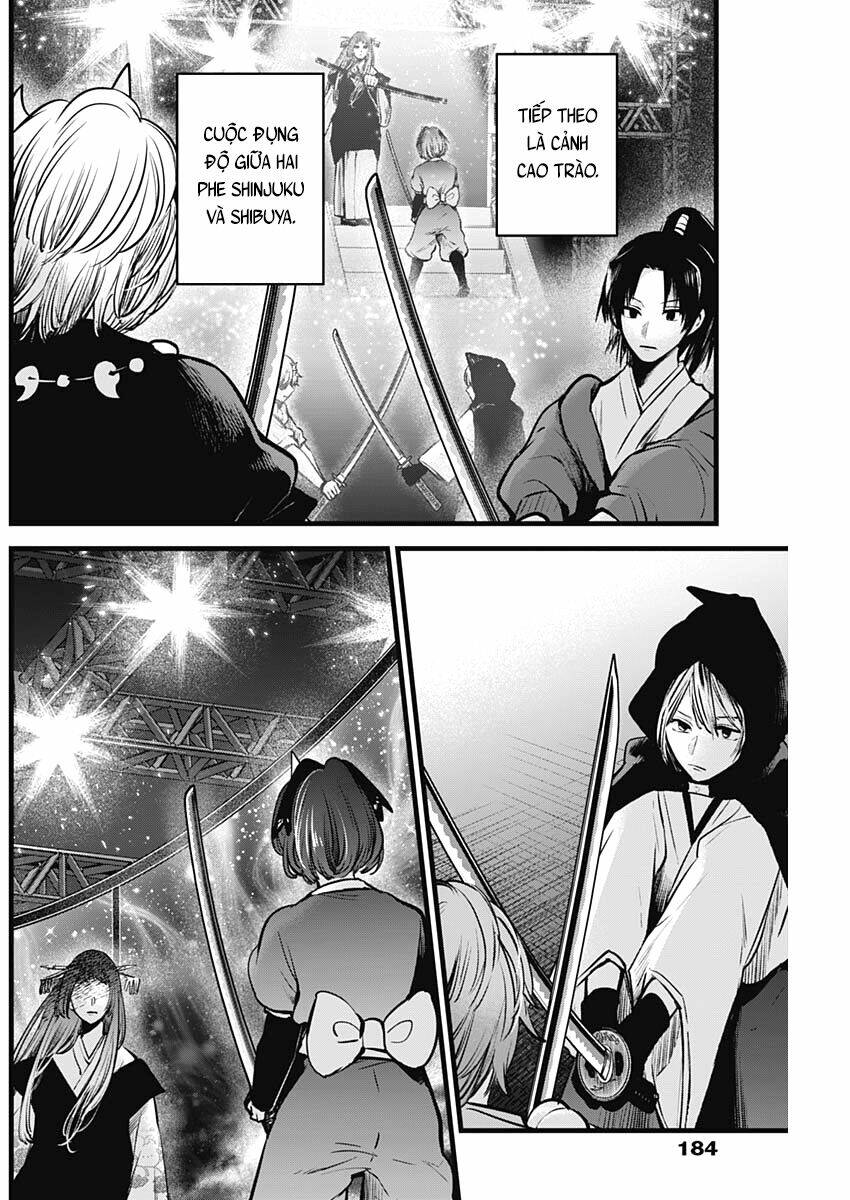 TIẾP THEO
LÀ CẢNH
CAO TRÀO.
CUỘC ĐỤNG
ĐỘ GIỮA HAI
PHE SHINJUKU
VÀ SHIBUYA.
184